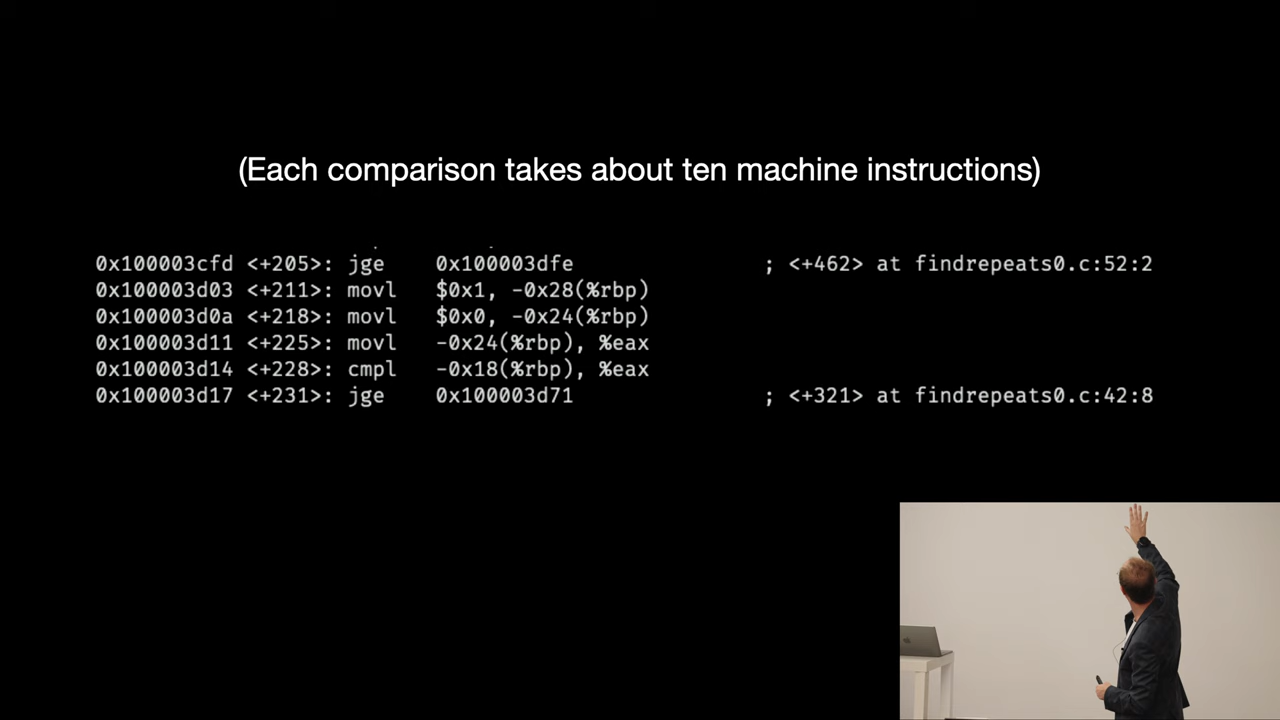 (Each comparison takes about ten machine instructions)
0x100003cfd <+205>: jge 0x100003dfe ; <+462> at findrepeats0.c:52:2
0x100003d03 <+211>: movl $0x1, -0x28(%rbp)
0x100003d0a <+218>: movl $0x0, -0x24(%rbp)
0x100003d11 <+225>: movl -0x24(%rbp), %eax
0x100003d14 <+228>: cmpl -0x18(%rbp), %eax
0x100003d17 <+231>: jge 0x100003d71 ; <+321> at findrepeats0.c:42:8